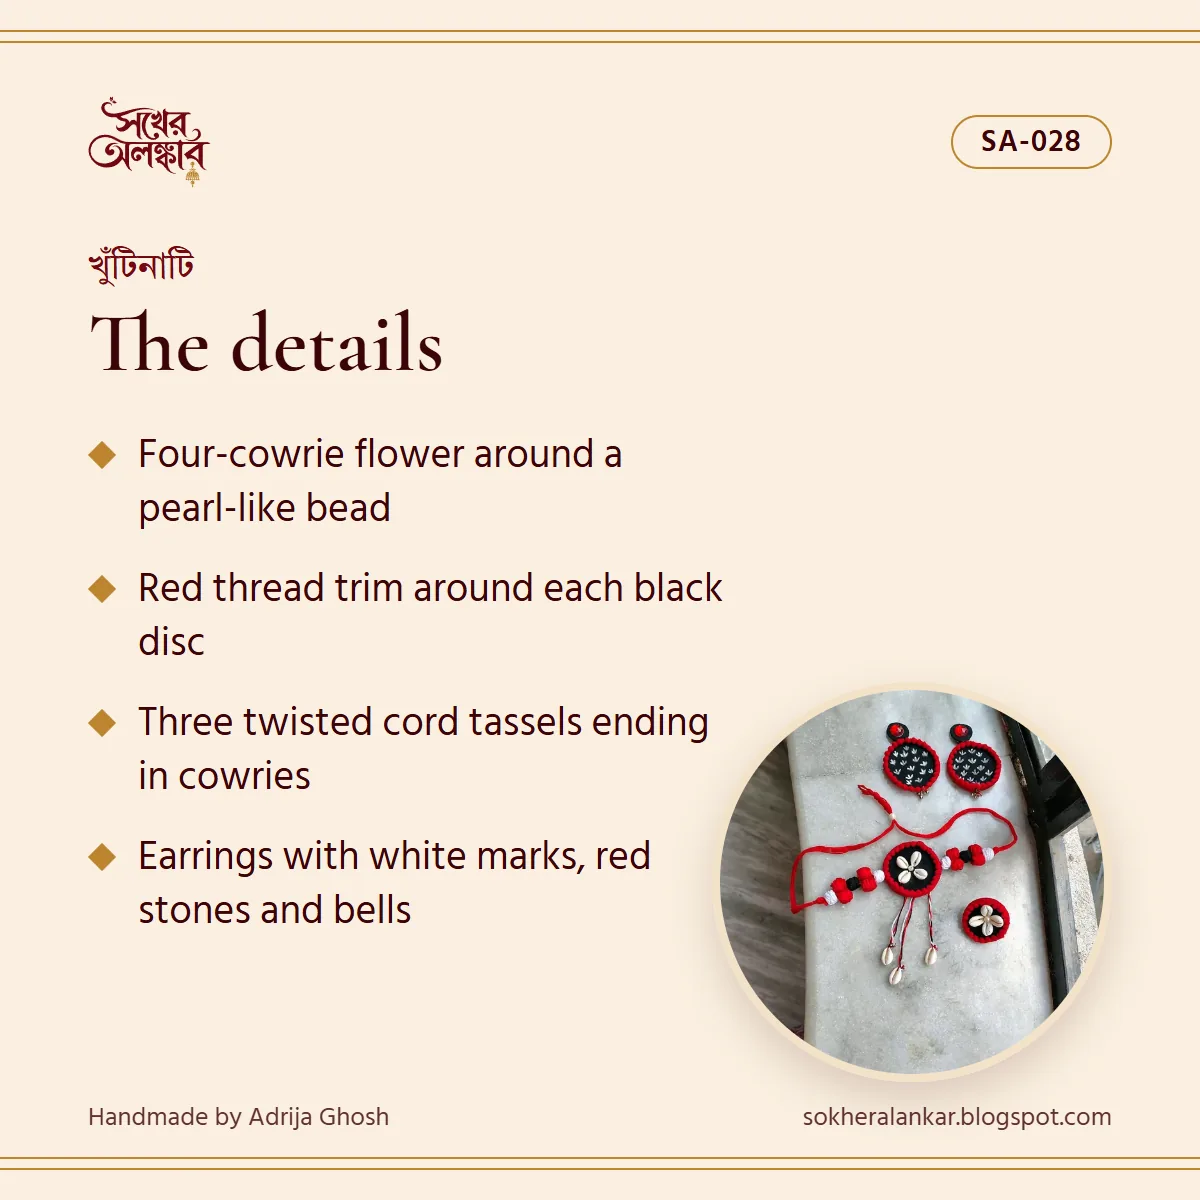 সখের
অলঙ্কার
SA-028
খুঁটিনাটি
The details
Four-cowrie flower around a
pearl-like bead
Red thread trim around each black
disc
Three twisted cord tassels ending
in cowries
Earrings with white marks, red
stones and bells
Handmade by Adrija Ghosh
sokheralankar.blogspot.com